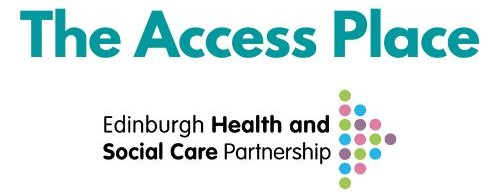 The Access Place
Edinburgh Health and
Social Care Partnership